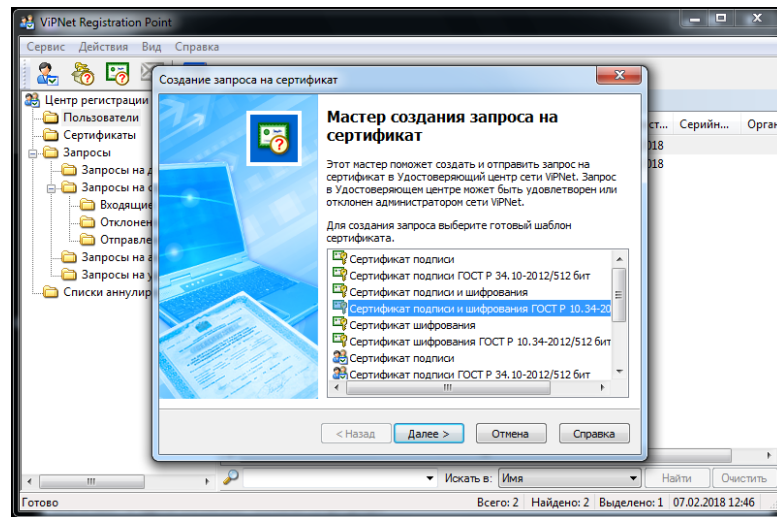 ViPNet Registration Point
Сервис Действия Вид Справка
Центр регистрации
Пользователи
Сертификаты
Запросы
Запросы на д
Запросы на с
Входящие
Отклонен
Отправле
Запросы на а
Запросы на у
Списки аннулир
ст... Серийн... Орган
018
018
Создание запроса на сертификат
Мастер создания запроса на
сертификат
Этот мастер поможет создать и отправить запрос на
сертификат в Удостоверяющий центр сети ViPNet. Запрос
в Удостоверяющем центре может быть удовлетворен или
отклонен администратором сети ViPNet.
Для создания запроса выберите готовый шаблон
сертификата.
Сертификат подписи
Сертификат подписи ГОСТ Р 34.10-2012/512 бит
Сертификат подписи и шифрования
Сертификат подписи и шифрования ГОСТ Р 10.34-20
Сертификат шифрования
Сертификат шифрования ГОСТ Р 10.34-2012/512 бит
Сертификат подписи
Сертификат подписи ГОСТ Р 34.10-2012/512 бит
< Назад Далее > Отмена Справка
Искать в: Имя Найти Очистить
Готово Всего: 2 Найдено: 2 Выделено: 1 07.02.2018 12:46